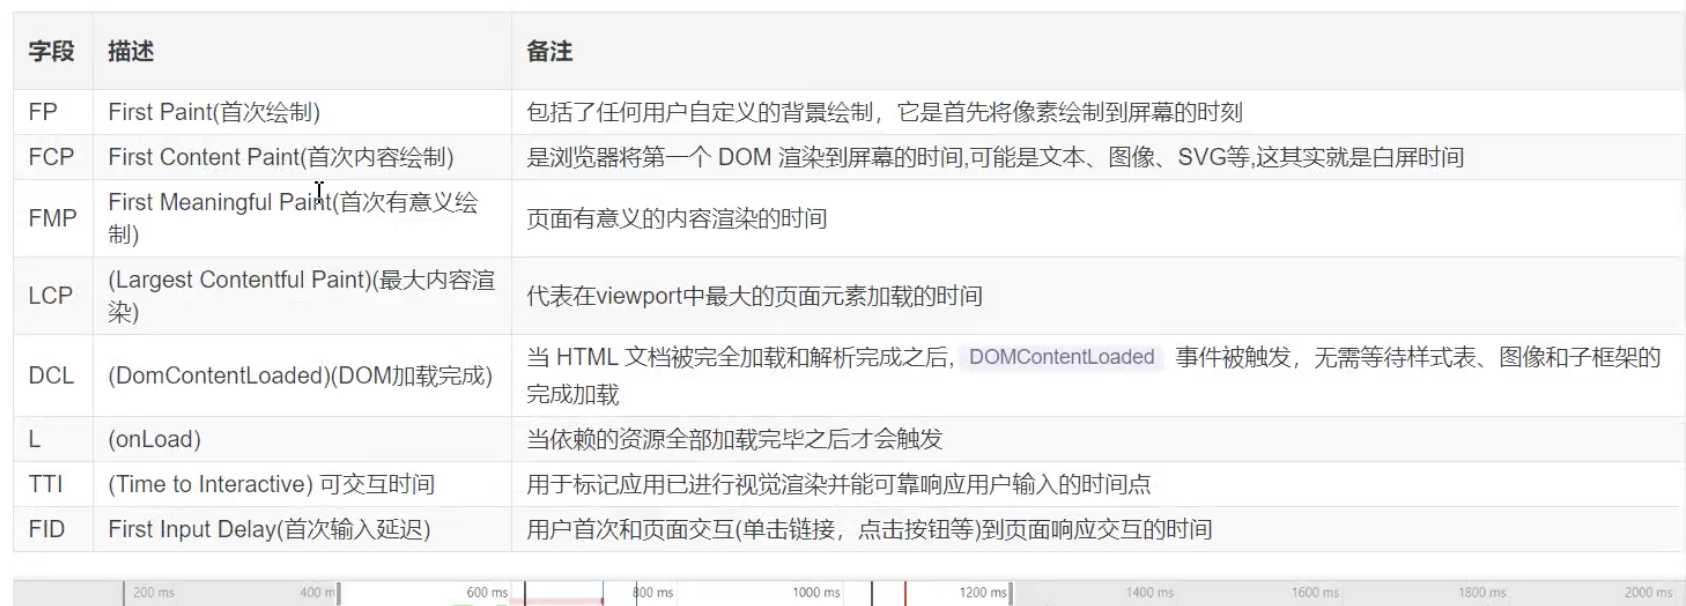 字段 描述 备注
FP First Paint(首次绘制) 包括了任何用户自定义的背景绘制，它是首先将像素绘制到屏幕的时刻
FCP First Content Paint(首次内容绘制) 是浏览器将第一个 DOM 渲染到屏幕的时间,可能是文本、图像、SVG等,这其实就是白屏时间
FMP First Meaningful Paint(首次有意义绘
制) 页面有意义的内容渲染的时间
LCP (Largest Contentful Paint)(最大内容渲
染) 代表在viewport中最大的页面元素加载的时间
DCL (DomContentLoaded)(DOM加载完成) 当 HTML 文档被完全加载和解析完成之后, DOMContentLoaded 事件被触发，无需等待样式表、图像和子框架的
完成加载
L (onLoad) 当依赖的资源全部加载完毕之后才会触发
TTI (Time to Interactive) 可交互时间 用于标记应用已进行视觉渲染并能可靠响应用户输入的时间点
FID First Input Delay(首次输入延迟) 用户首次和页面交互(单击链接，点击按钮等)到页面响应交互的时间
200 ms 400 m 600 ms 800 ms 1000 ms 1200 ms 1400 ms 1600 ms 1800 ms 2000 ms